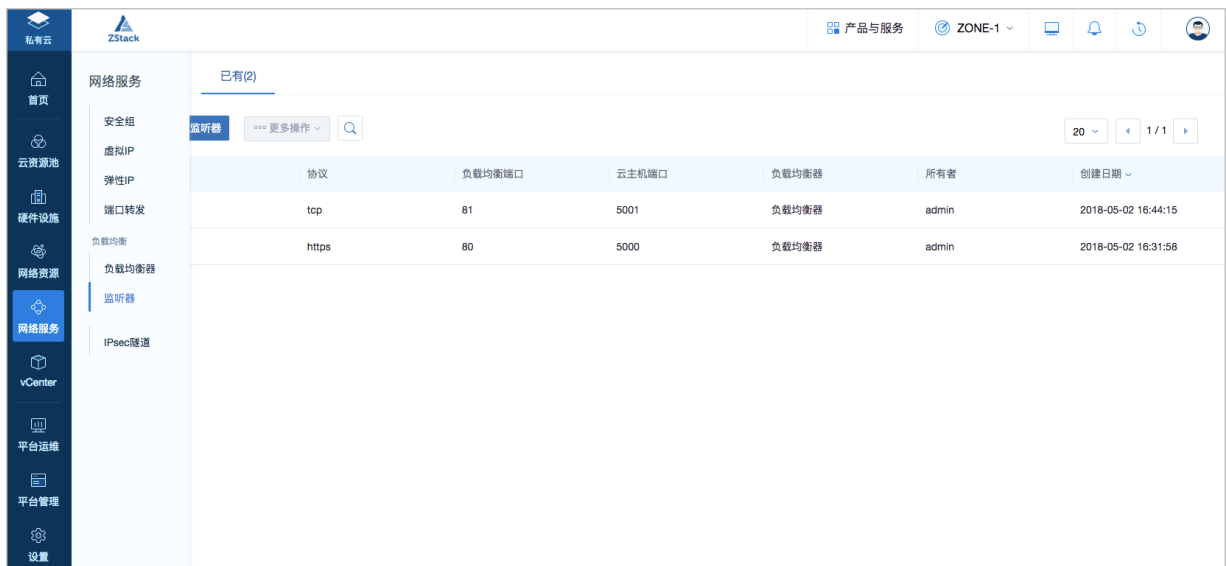 私有云
ZStack
产品与服务
ZONE-1
首页
云资源池
硬件设施
网络资源
网络服务
vCenter
平台运维
平台管理
设置
网络服务
安全组
虚拟IP
弹性IP
端口转发
负载均衡
负载均衡器
监听器
IPsec隧道
已有(2)
监听器
更多操作
20
1 / 1
协议 负载均衡端口 云主机端口 负载均衡器 所有者 创建日期
tcp 81 5001 负载均衡器 admin 2018-05-02 16:44:15
https 80 5000 负载均衡器 admin 2018-05-02 16:31:58